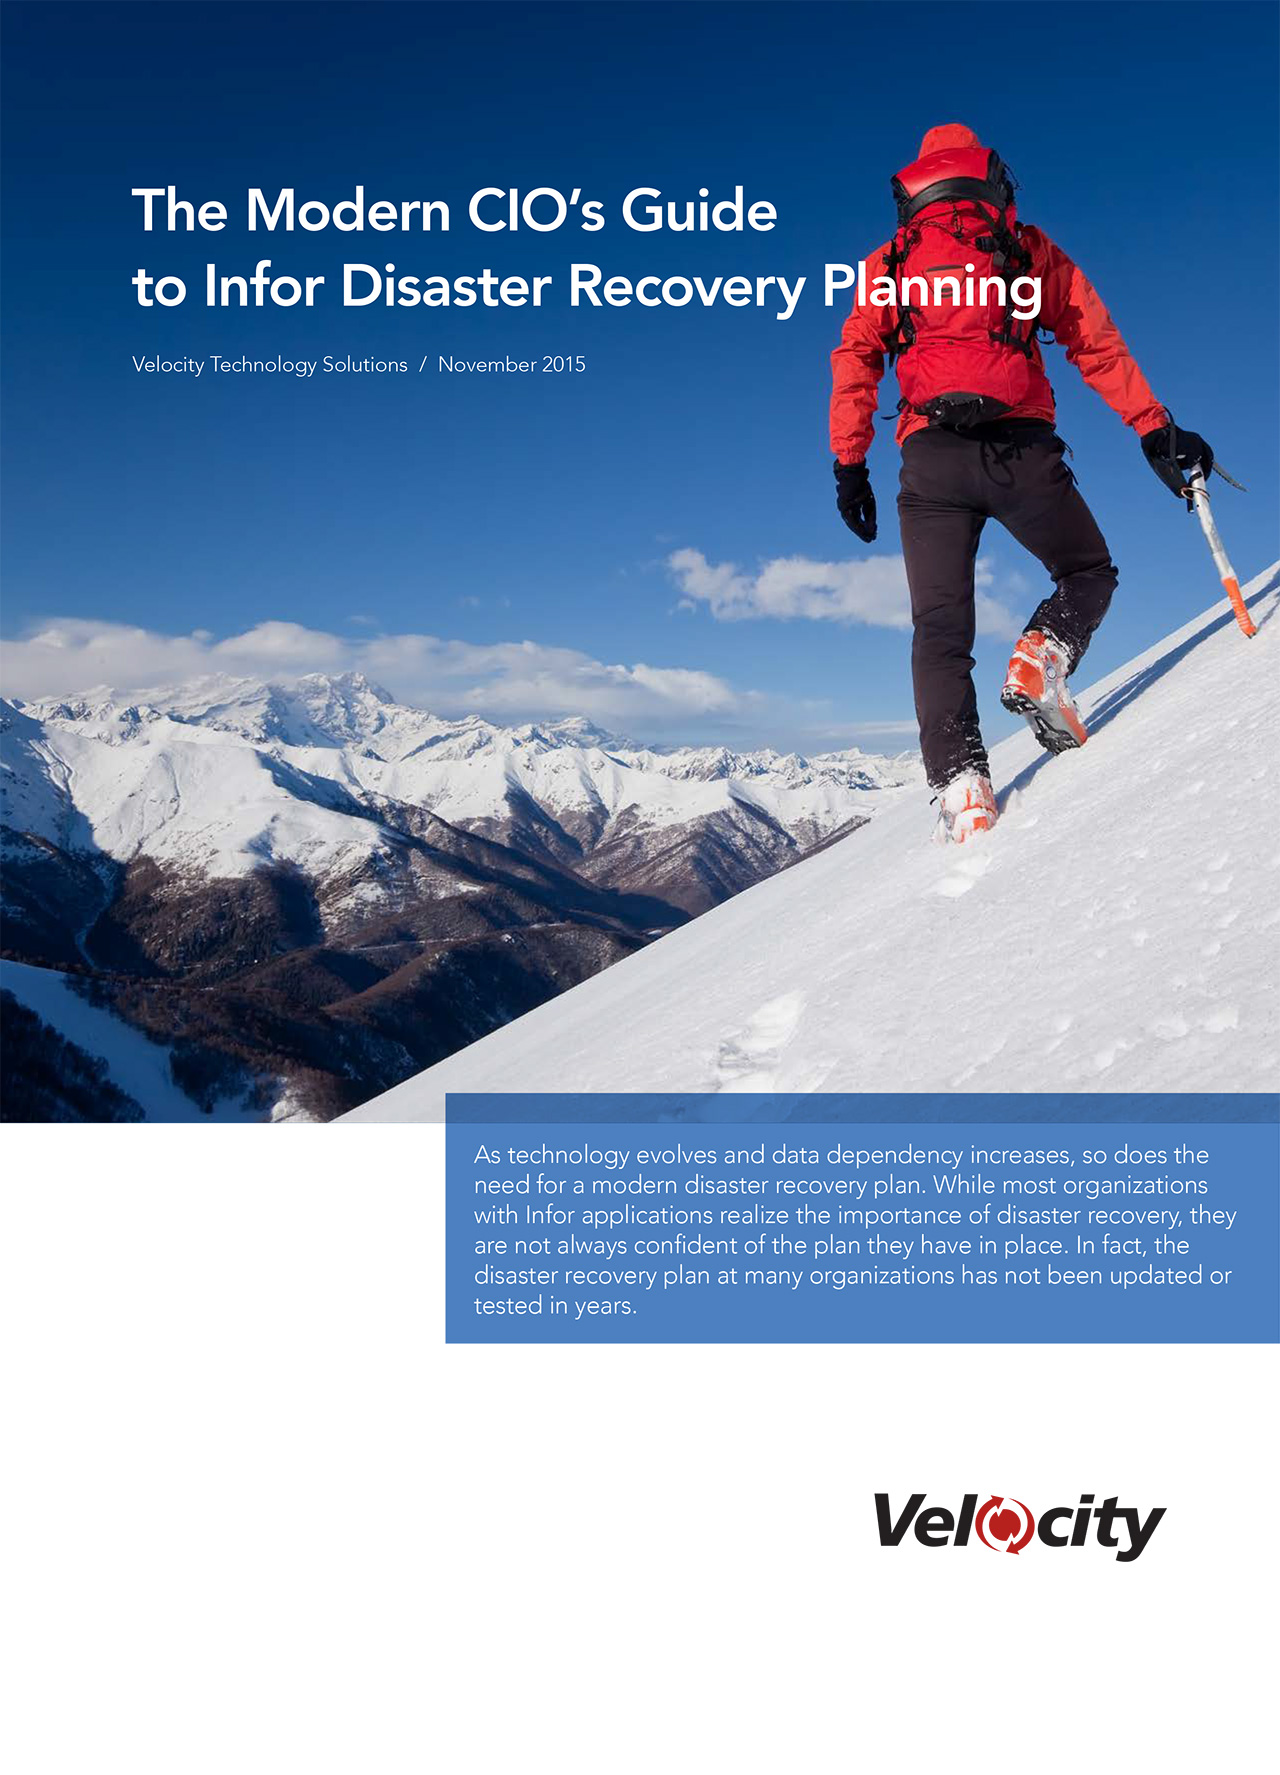 The Modern CIO’s Guide
to Infor Disaster Recovery Planning
Velocity Technology Solutions / November 2015
As technology evolves and data dependency increases, so does the
need for a modern disaster recovery plan. While most organizations
with Infor applications realize the importance of disaster recovery, they
are not always confident of the plan they have in place. In fact, the
disaster recovery plan at many organizations has not been updated or
tested in years.
Velocity